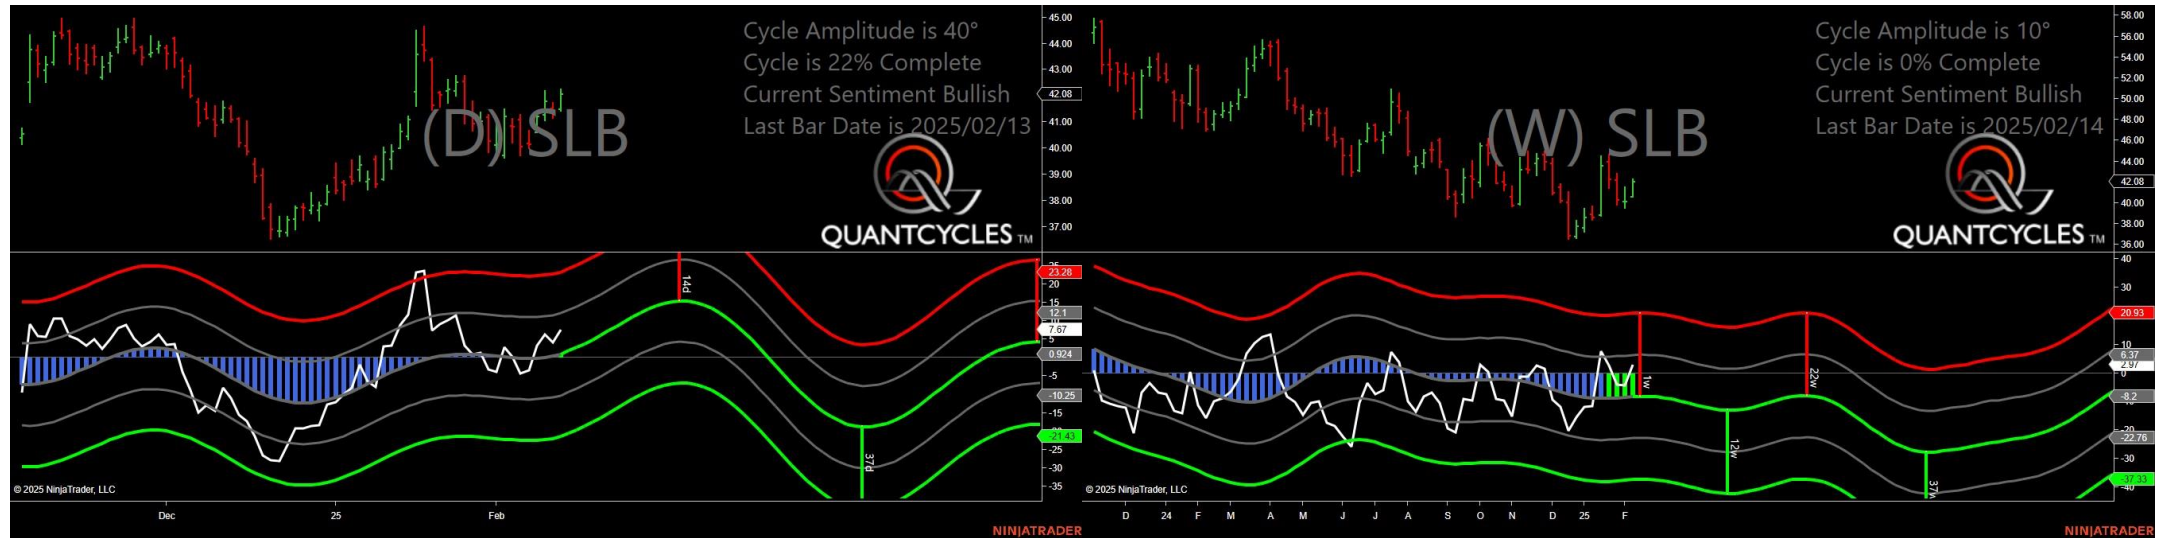 Cycle Amplitude is 40°
Cycle is 22% Complete
Current Sentiment Bullish
Last Bar Date is 2025/02/13
(D) SLB
QUANTCYCLES TM
45.00
44.00
43.00
42.08
41.00
40.00
39.00
38.00
37.00
23.28
20
15
12.1
7.67
5
0.924
-5
-10.25
-15
-21.43
-25
-30
-35
14d
37d
© 2025 NinjaTrader, LLC
Dec
25
Feb
NINJATRADER
Cycle Amplitude is 10°
Cycle is 0% Complete
Current Sentiment Bullish
Last Bar Date is 2025/02/14
(W) SLB
QUANTCYCLES TM
58.00
56.00
54.00
52.00
50.00
48.00
46.00
44.00
42.08
40.00
38.00
36.00
40
30
20.93
10
6.37
2.97
0
-8.2
-20
-22.76
-30
-37.33
-40
1w
12w
22w
37w
© 2025 NinjaTrader, LLC
D
24
F
M
A
M
J
J
A
S
O
N
D
25
F
NINJATRADER